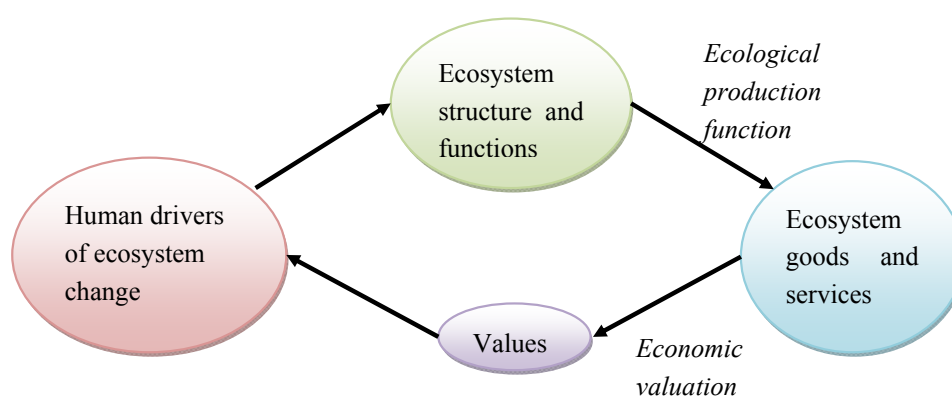 Ecosystem
structure and
functions
Ecological
production
function
Human drivers
of ecosystem
change
Ecosystem
goods and
services
Values
Economic
valuation